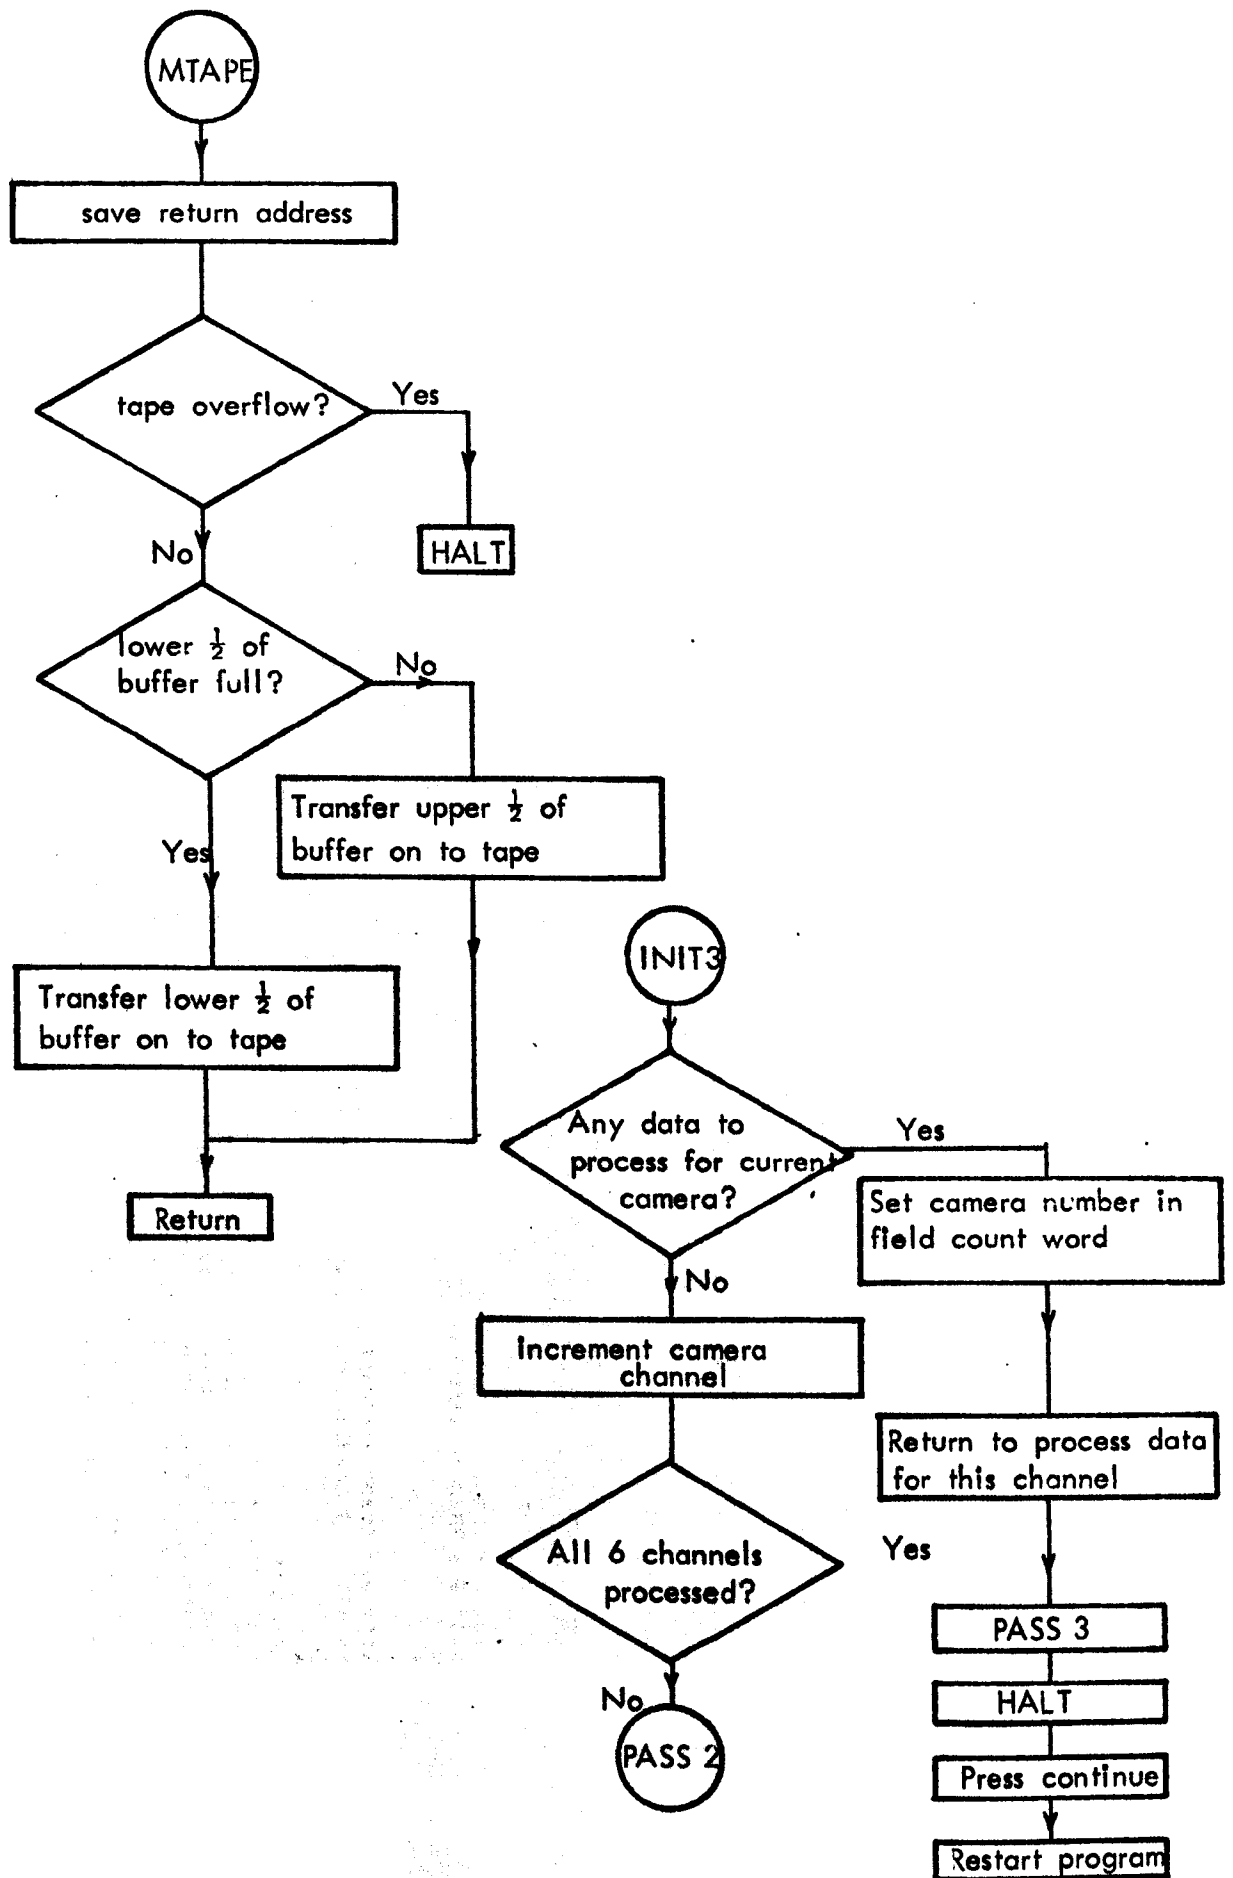 MTAPE
save return address
tape overflow?
Yes
HALT
No
lower ½ of
buffer full?
No
Transfer upper ½ of
buffer on to tape
Yes
Transfer lower ½ of
buffer on to tape
Return
INIT3
Any data to
process for current
camera?
Yes
Set camera number in
field count word
No
Increment camera
channel
Return to process data
for this channel
All 6 channels
processed?
Yes
PASS 3
HALT
Press continue
Restart program
No
PASS 2